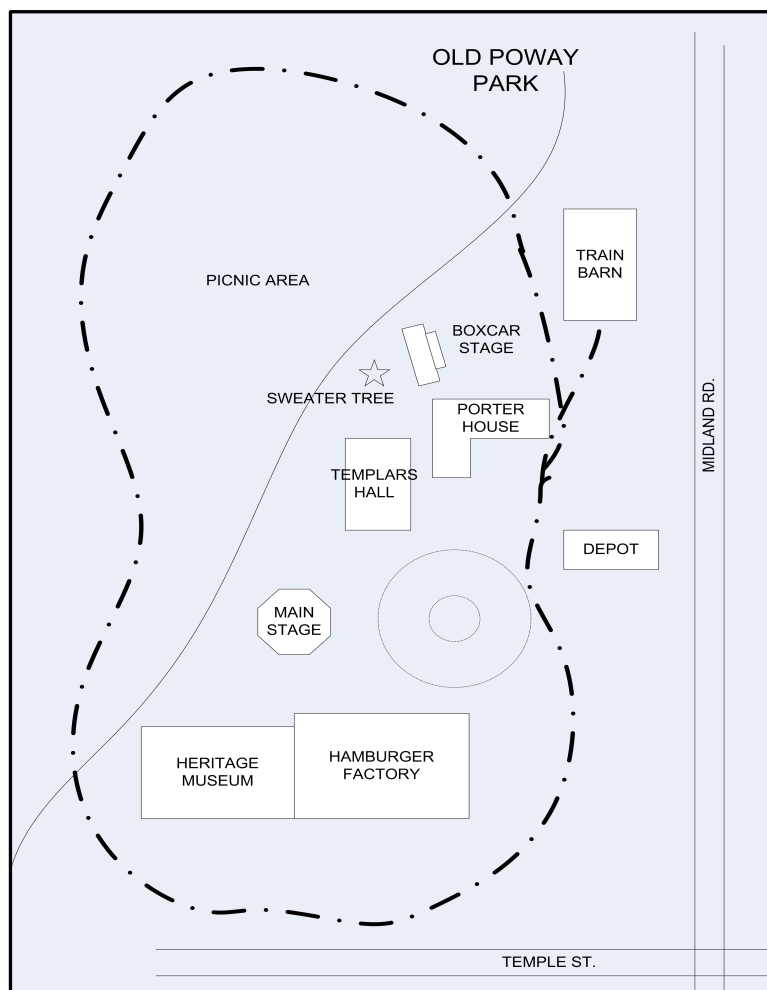 OLD POWAY
PARK
TRAIN
BARN
PICNIC AREA
BOXCAR
STAGE
SWEATER TREE
PORTER
HOUSE
MIDLAND RD.
TEMPLARS
HALL
DEPOT
MAIN
STAGE
HERITAGE
MUSEUM
HAMBURGER
FACTORY
TEMPLE ST.